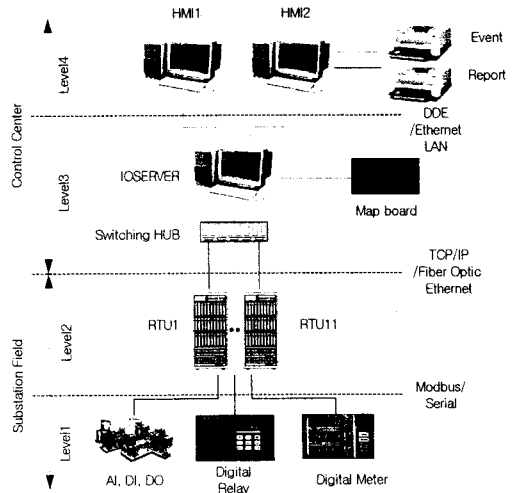 HMI1
HMI2
Event
Report
Level4
DDE
/Ethernet
LAN
Control Center
IOSERVER
Level3
Map board
Switching HUB
TCP/IP
/Fiber Optic
Ethernet
RTU1
RTU11
Level2
Substation Field
Modbus/
Serial
Level1
AI, DI, DO
Digital
Relay
Digital Meter